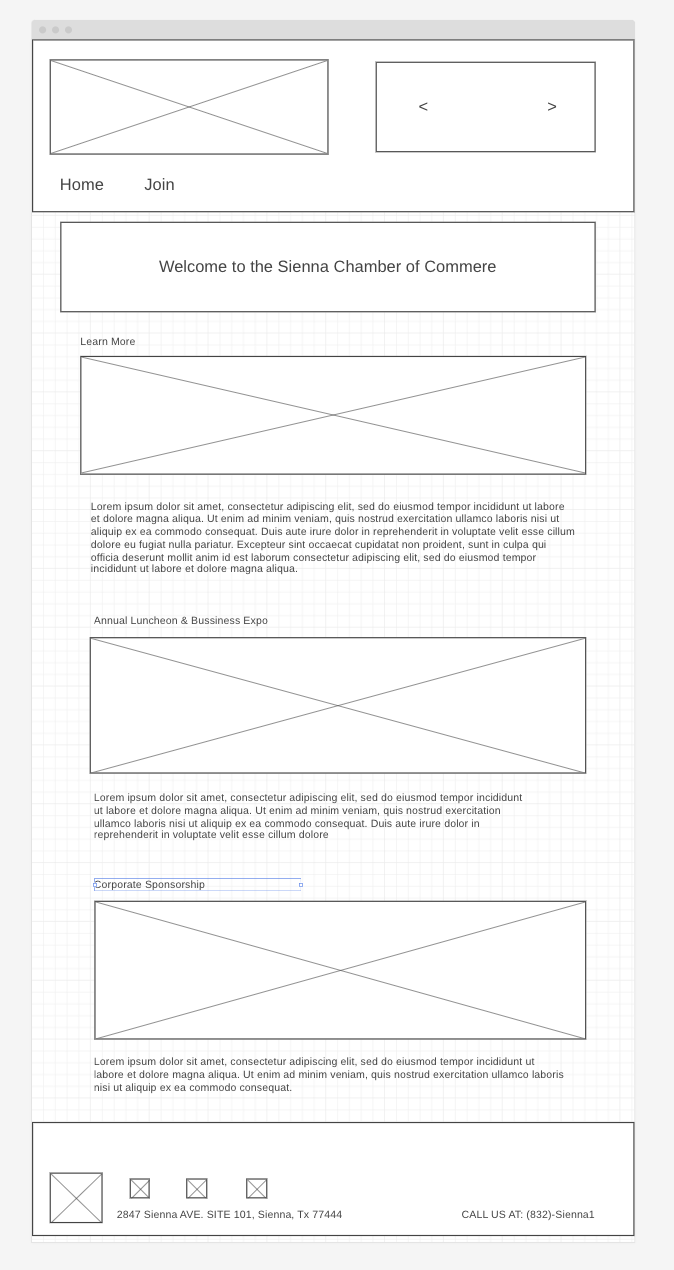 < >
Home Join
Welcome to the Sienna Chamber of Commere
Learn More
Lorem ipsum dolor sit amet, consectetur adipiscing elit, sed do eiusmod tempor incididunt ut labore
et dolore magna aliqua. Ut enim ad minim veniam, quis nostrud exercitation ullamco laboris nisi ut
aliquip ex ea commodo consequat. Duis aute irure dolor in reprehenderit in voluptate velit esse cillum
dolore eu fugiat nulla pariatur. Excepteur sint occaecat cupidatat non proident, sunt in culpa qui
officia deserunt mollit anim id est laborum consectetur adipiscing elit, sed do eiusmod tempor
incididunt ut labore et dolore magna aliqua.
Annual Luncheon & Bussiness Expo
Lorem ipsum dolor sit amet, consectetur adipiscing elit, sed do eiusmod tempor incididunt
ut labore et dolore magna aliqua. Ut enim ad minim veniam, quis nostrud exercitation
ullamco laboris nisi ut aliquip ex ea commodo consequat. Duis aute irure dolor in
reprehenderit in voluptate velit esse cillum dolore
Corporate Sponsorship
Lorem ipsum dolor sit amet, consectetur adipiscing elit, sed do eiusmod tempor incididunt ut
labore et dolore magna aliqua. Ut enim ad minim veniam, quis nostrud exercitation ullamco laboris
nisi ut aliquip ex ea commodo consequat.
2847 Sienna AVE. SITE 101, Sienna, Tx 77444 CALL US AT: (832)-Sienna1